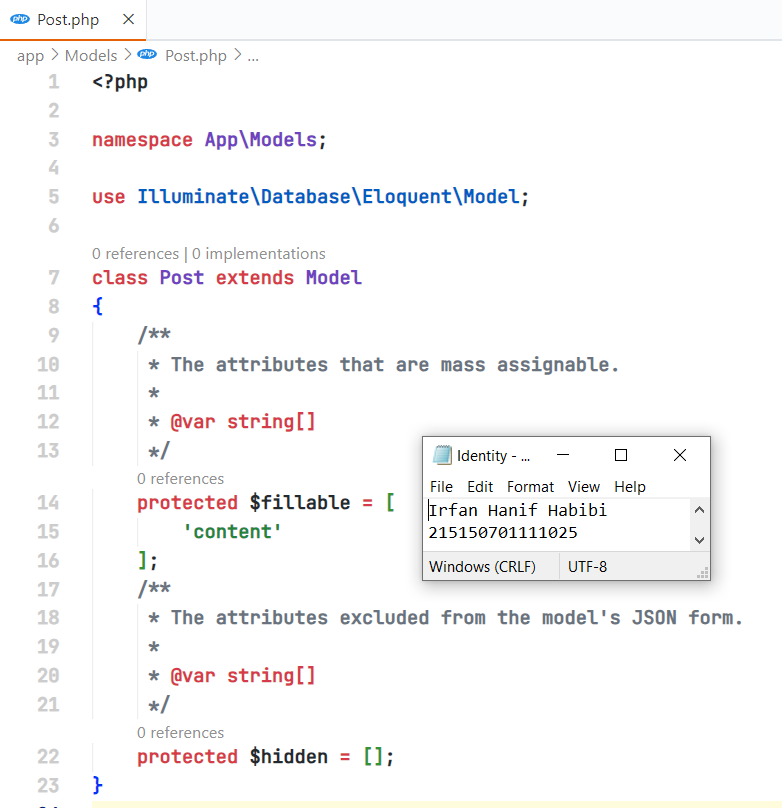 php Post.php
app > Models > php Post.php > ...
1 <?php
2
3 namespace App\Models;
4
5 use Illuminate\Database\Eloquent\Model;
6
0 references | 0 implementations
7 class Post extends Model
8 {
9 /**
10 * The attributes that are mass assignable.
11 *
12 * @var string[]
13 */
0 references
14 protected $fillable = [
15 'content'
16 ];
17 /**
18 * The attributes excluded from the model's JSON form.
19 *
20 * @var string[]
21 */
0 references
22 protected $hidden = [];
23 }
Identity - ...
File Edit Format View Help
Irfan Hanif Habibi
215150701111025
Windows (CRLF) UTF-8